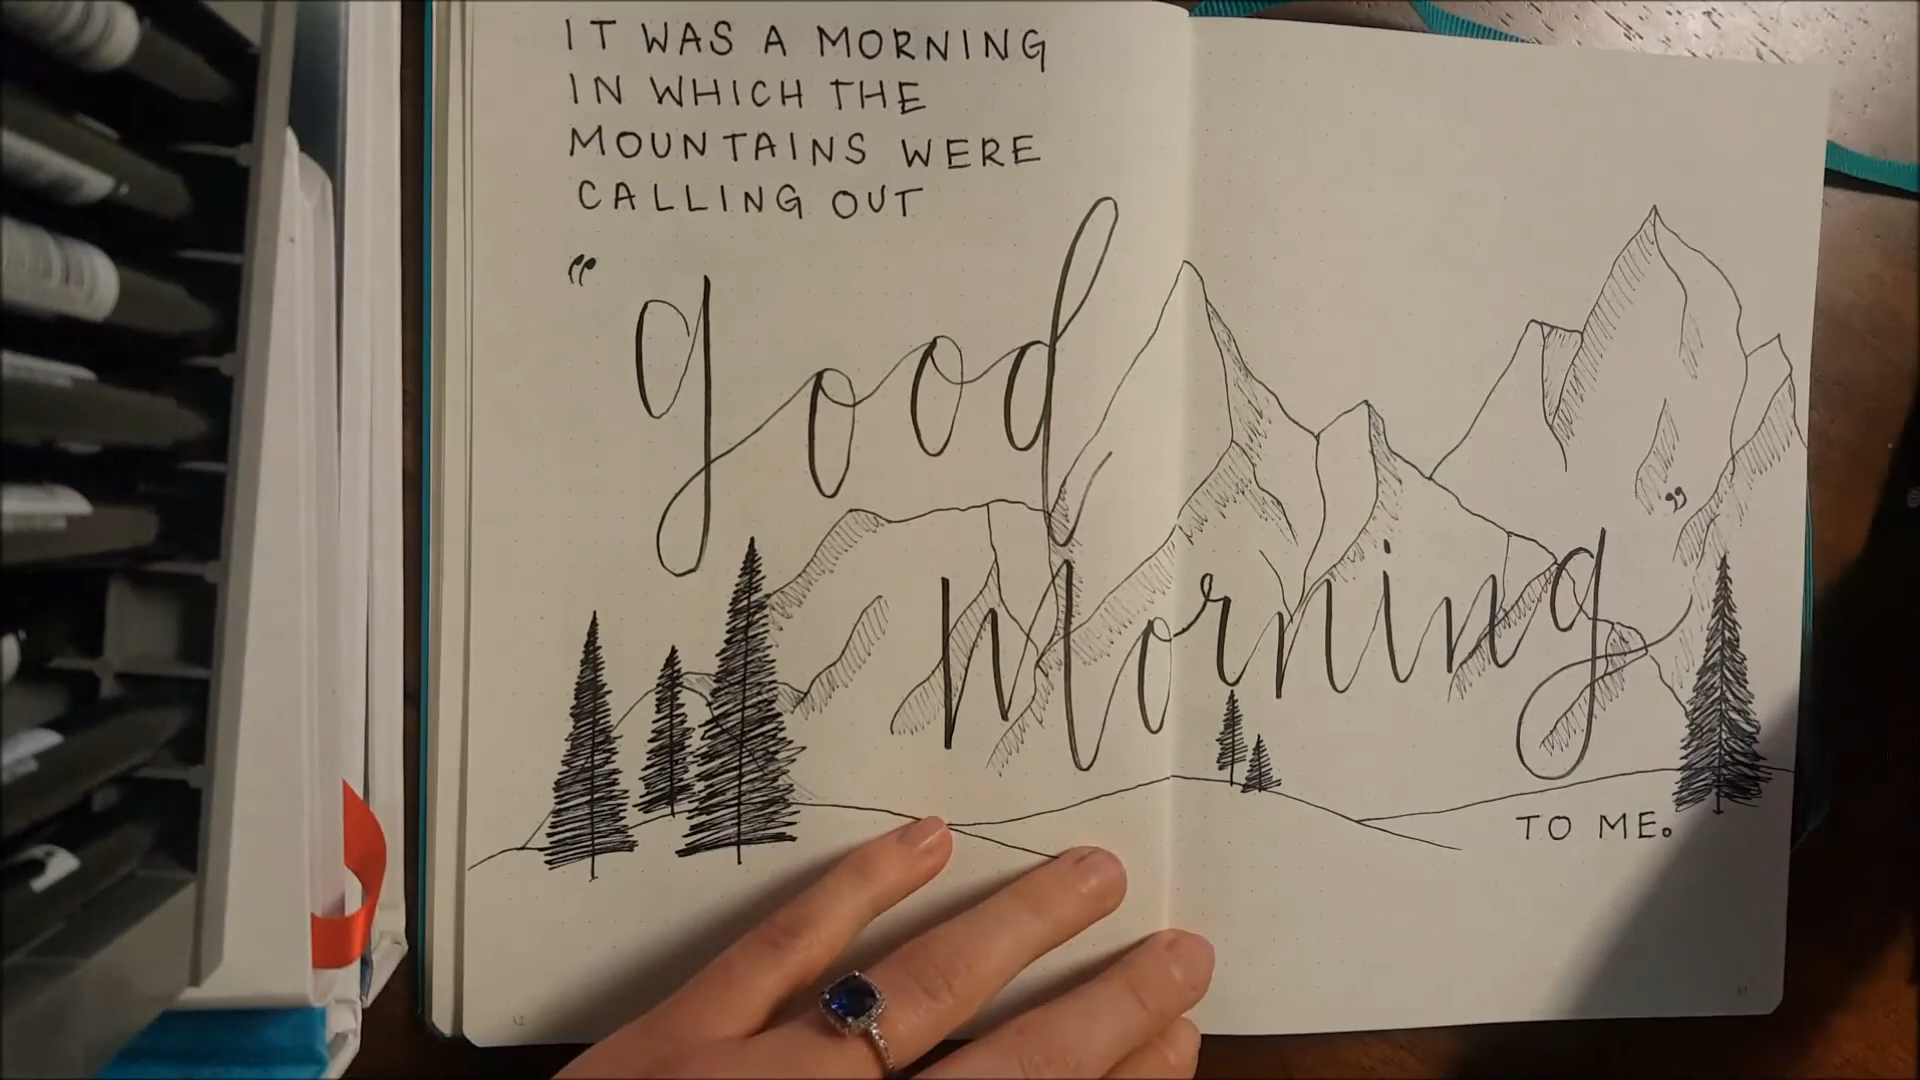 IT WAS A MORNING
IN WHICH THE
MOUNTAINS WERE
CALLING OUT
“good
morning”
TO ME.